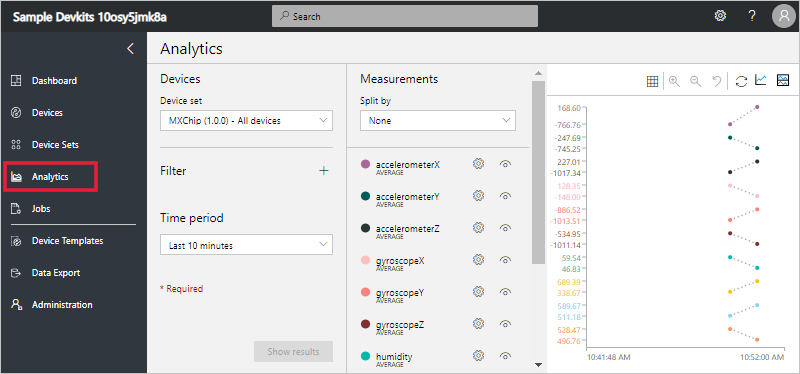 Sample Devkits 10osy5jmk8a
Search
?
Analytics
Dashboard
Devices
Device Sets
Analytics
Jobs
Device Templates
Data Export
Administration
Devices
Device set
MXChip (1.0.0) - All devices
Filter
Time period
Last 10 minutes
* Required
Show results
Measurements
Split by
None
accelerometerX
AVERAGE
accelerometerY
AVERAGE
accelerometerZ
AVERAGE
gyroscopeX
AVERAGE
gyroscopeY
AVERAGE
gyroscopeZ
AVERAGE
humidity
AVERAGE
168.60
-766.76
-247.69
-745.25
227.01
-1017.34
128.35
-148.00
-886.52
-1013.51
-534.95
-1011.14
59.54
46.83
689.39
338.67
589.67
511.18
528.47
496.76
10:41:48 AM
10:52:00 AM